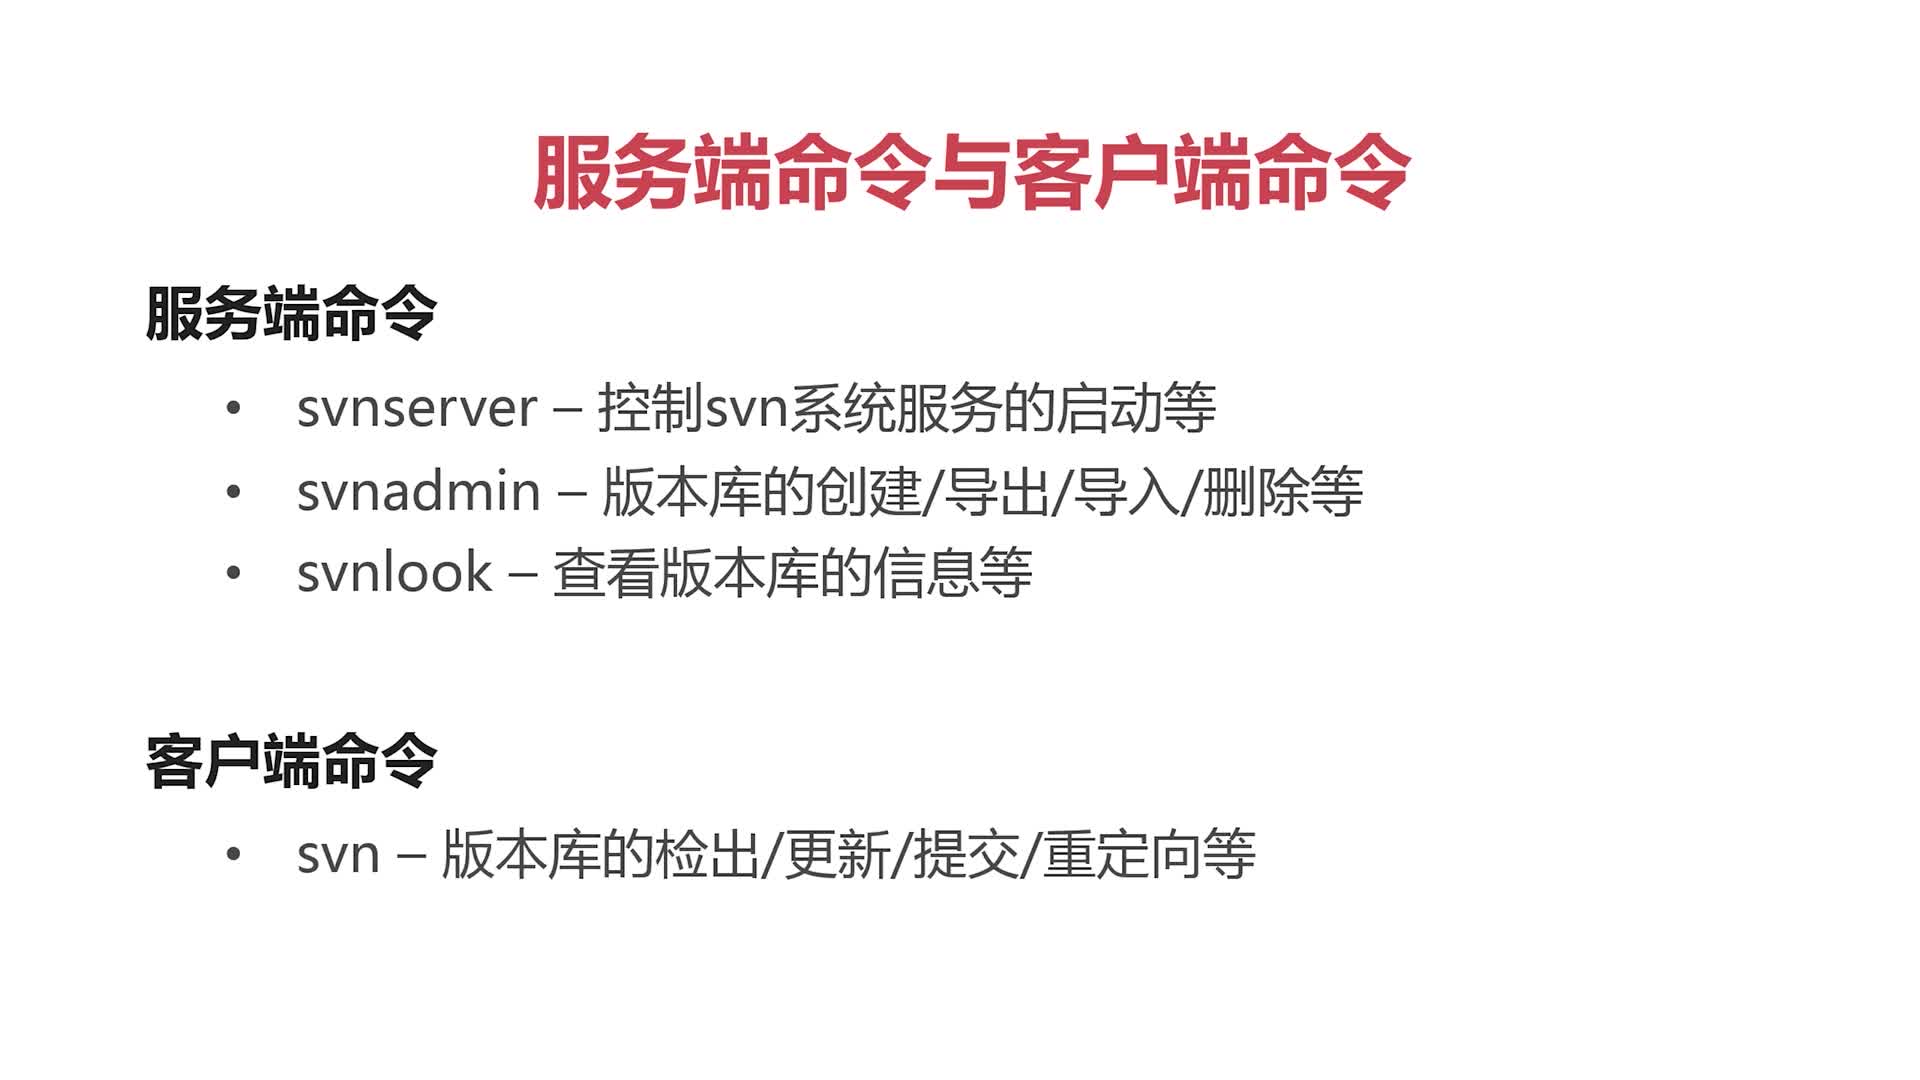 服务端命令与客户端命令
服务端命令
• svnserver – 控制svn系统服务的启动等
• svnadmin – 版本库的创建/导出/导入/删除等
• svnlook – 查看版本库的信息等
客户端命令
• svn – 版本库的检出/更新/提交/重定向等